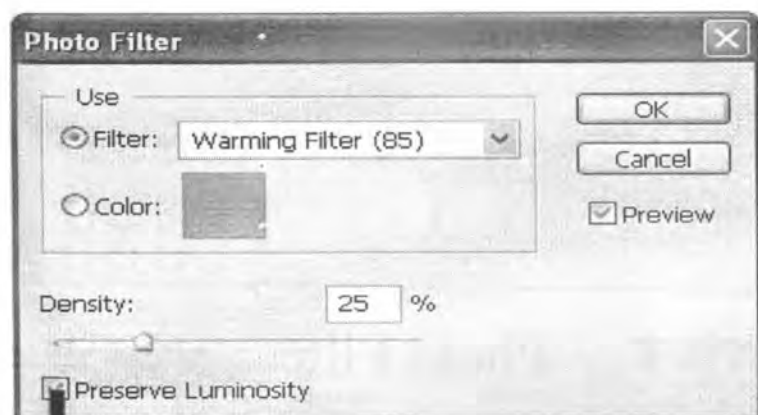 Photo Filter
Use
Filter: Warming Filter (85)
Color:
OK
Cancel
Preview
Density: 25 %
Preserve Luminosity